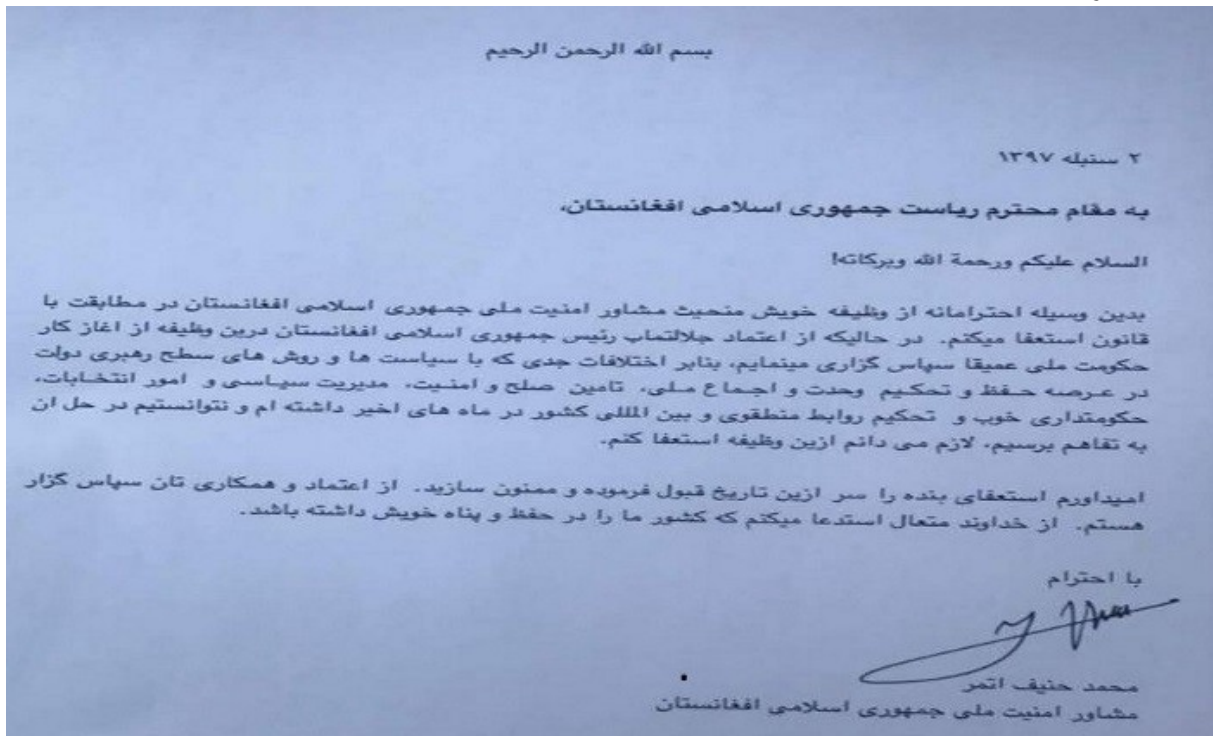 بسم الله الرحمن الرحیم
۲ سنبله ۱۳۹۷
به مقام محترم ریاست جمهوری اسلامی افغانستان،
السلام علیکم ورحمة الله وبرکاته!
بدین وسیله احترامانه از وظیفه خویش منحیث مشاور امنیت ملی جمهوری اسلامی افغانستان در مطابقت با
قانون استعفا میکنم. در حالیکه از اعتماد جلالتماب رئیس جمهوری اسلامی افغانستان درین وظیفه از اغاز کار
حکومت ملی عمیقا سپاس گزاری مینمایم، بنابر اختلافات جدی که با سیاست ها و روش های سطح رهبری دولت
در عرصه حفظ و تحکیم وحدت و اجماع ملی، تامین صلح و امنیت، مدیریت سیاسی و امور انتخابات،
حکومتداری خوب و تحکیم روابط منطقوی و بین المللی کشور در ماه های اخیر داشته ام و نتوانستیم در حل ان
به تفاهم برسیم، لازم می دانم ازین وظیفه استعفا کنم.
امیداورم استعفای بنده را سر ازین تاریخ قبول فرموده و ممنون سازید. از اعتماد و همکاری تان سپاس گزار
هستم. از خداوند متعال استدعا میکنم که کشور ما را در حفظ و پناه خویش داشته باشد.
با احترام
محمد حنیف اتمر
مشاور امنیت ملی جمهوری اسلامی افغانستان